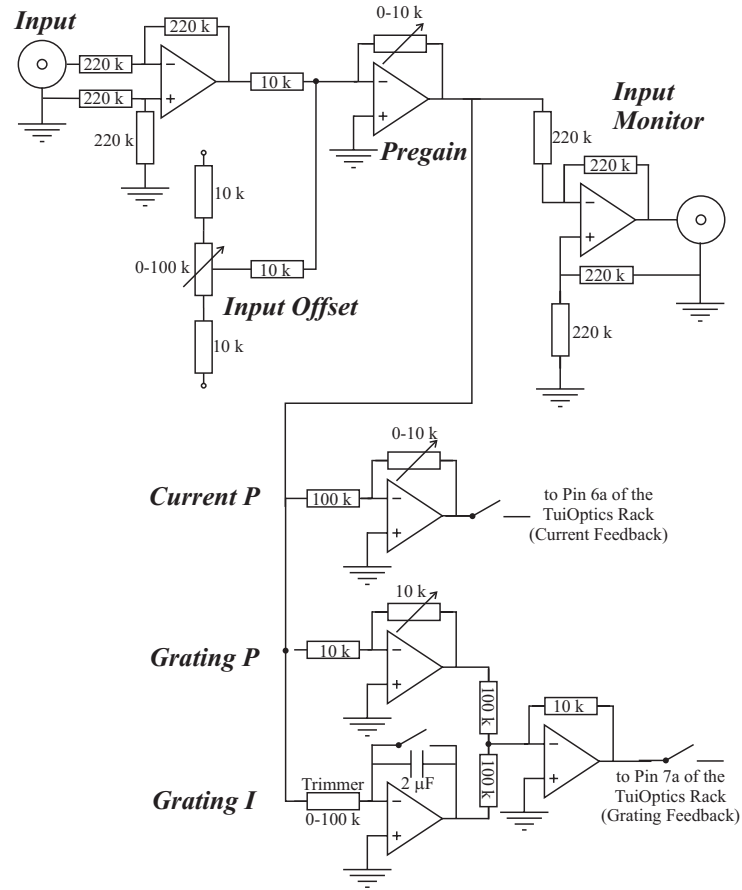 Input
220 k
220 k
220 k
220 k
−
+
10 k
0-10 k
−
+
Pregain
10 k
0-100 k
10 k
Input Offset
10 k
Input
Monitor
220 k
220 k
−
+
220 k
220 k
Current P
100 k
0-10 k
−
+
to Pin 6a of the
TuiOptics Rack
(Current Feedback)
Grating P
10 k
10 k
−
+
100 k
100 k
10 k
−
+
to Pin 7a of the
TuiOptics Rack
(Grating Feedback)
Grating I
Trimmer
0-100 k
2 μF
−
+